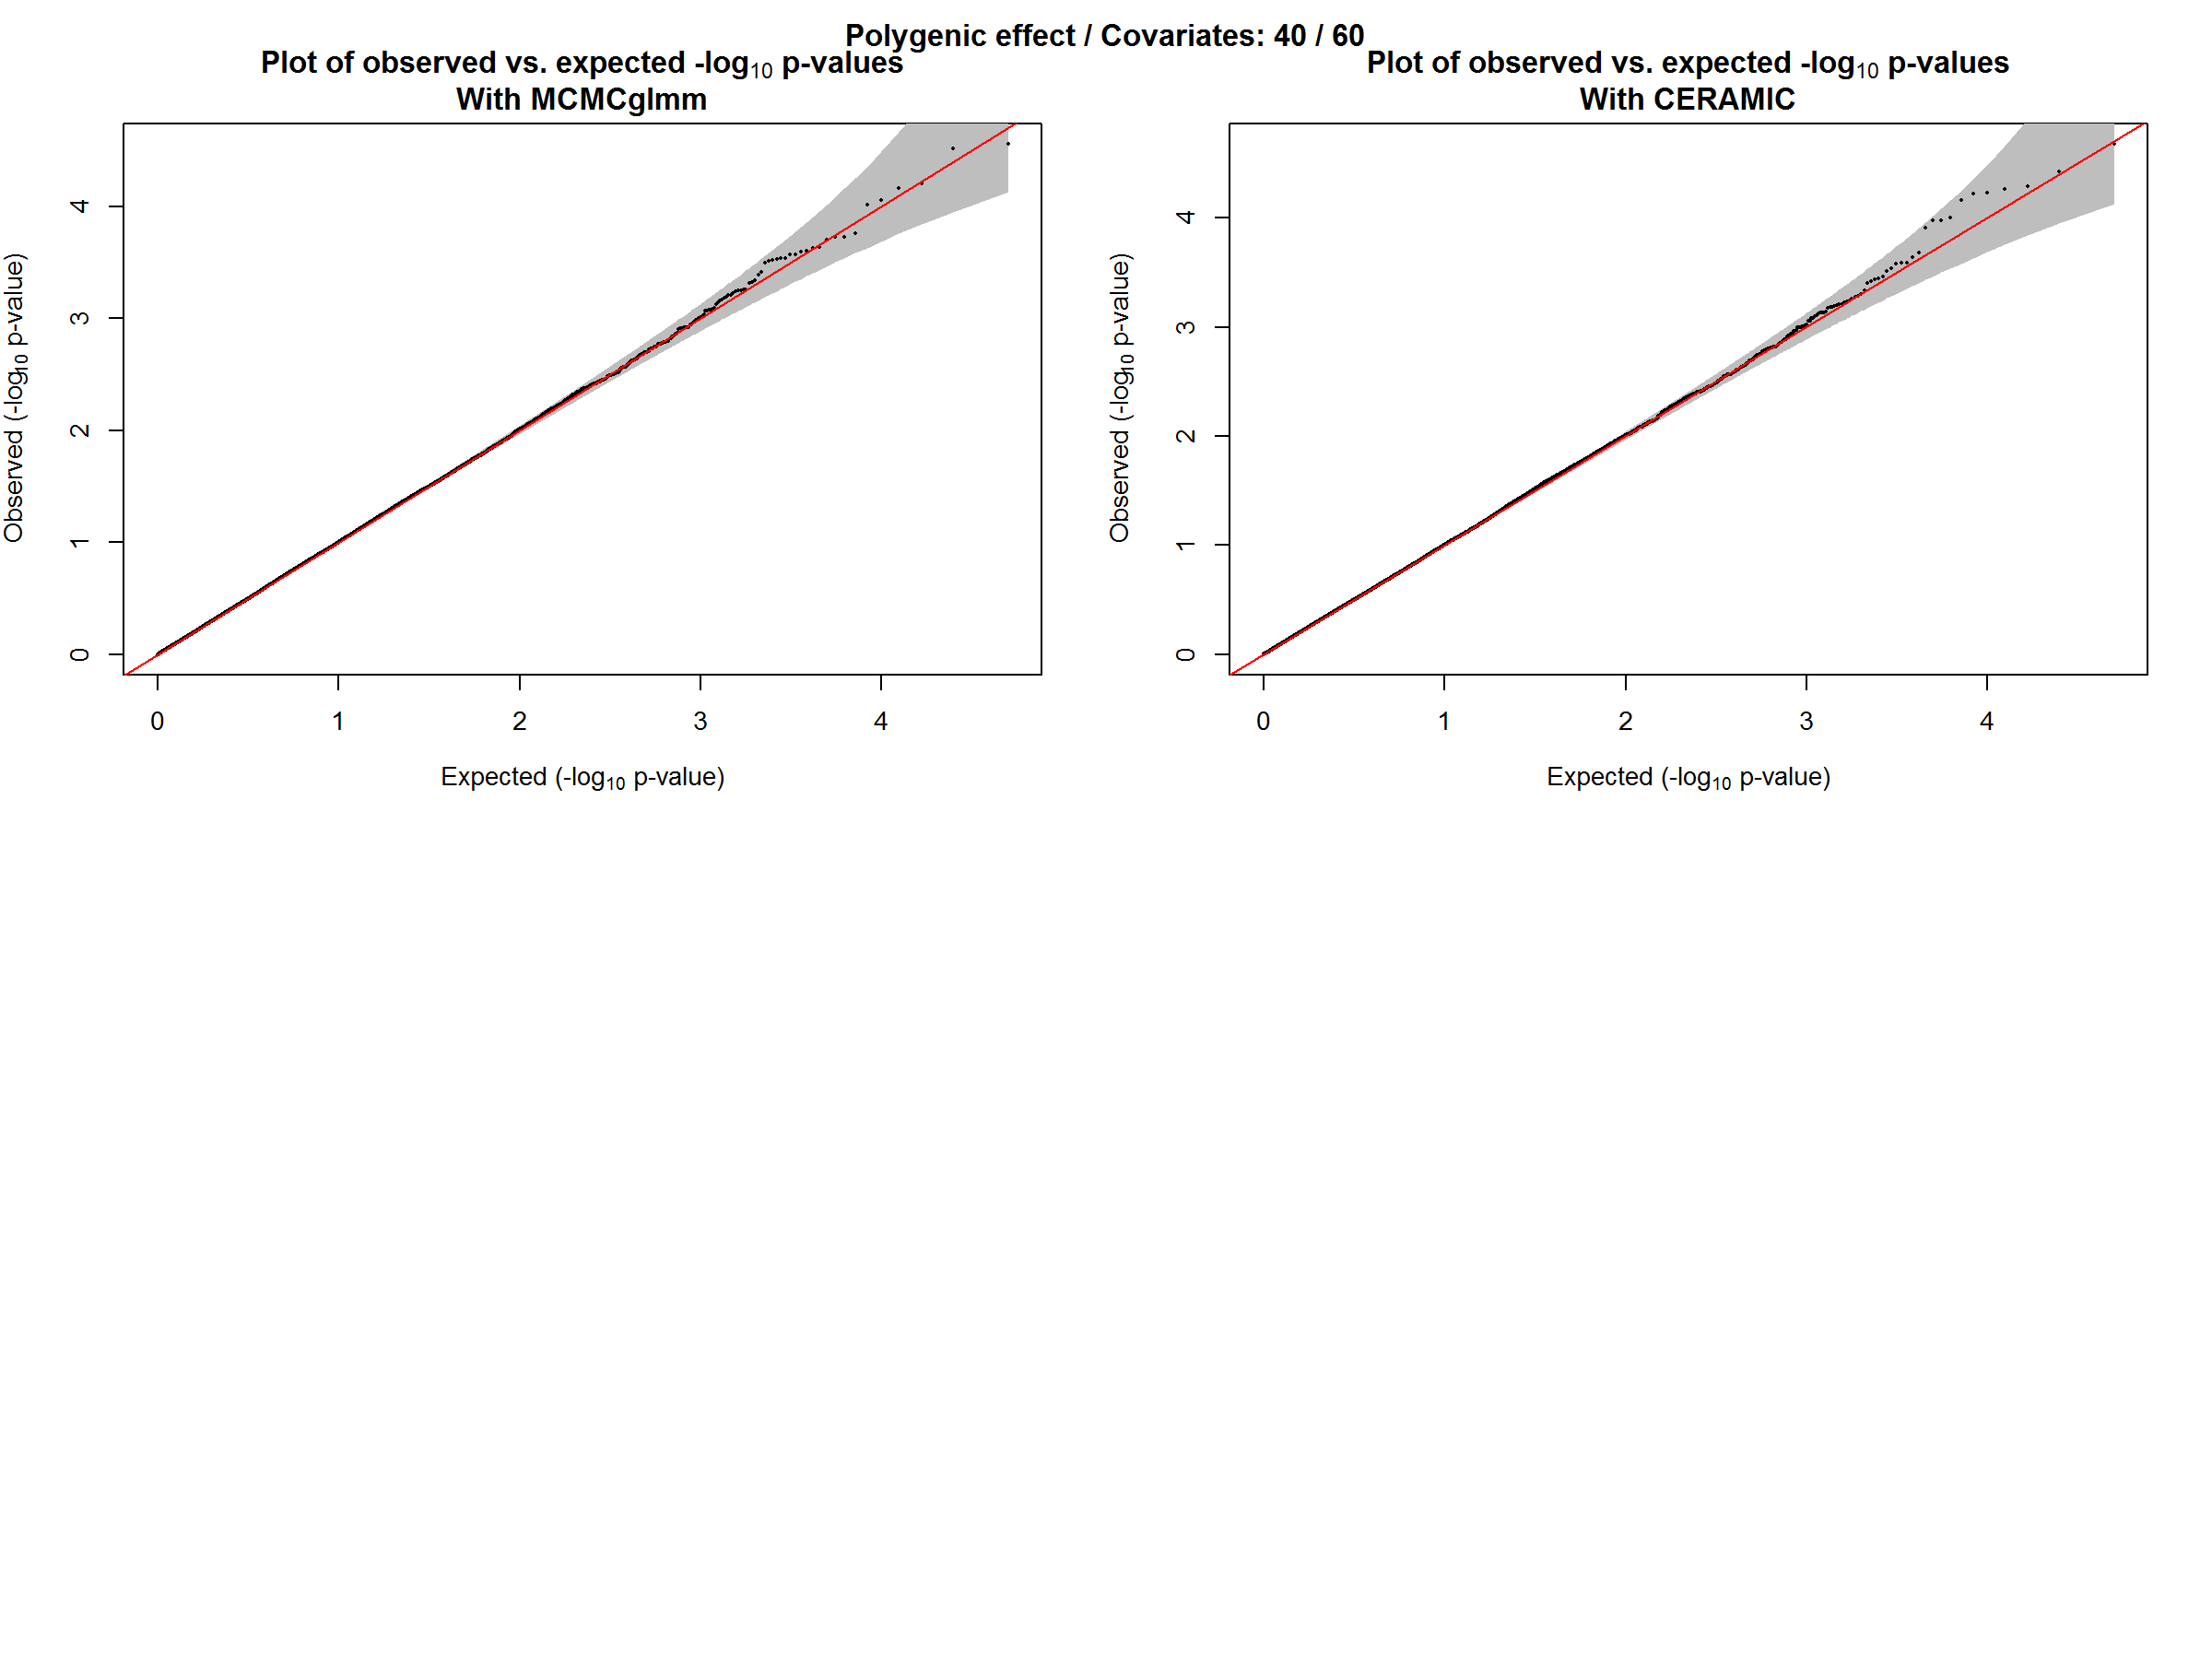 Polygenic effect / Covariates: 40 / 60
Plot of observed vs. expected -log10 p-values
With MCMCglmm
Observed (-log10 p-value)
4
3
2
1
0
0 1 2 3 4
Expected (-log10 p-value)
Plot of observed vs. expected -log10 p-values
With CERAMIC
Observed (-log10 p-value)
4
3
2
1
0
0 1 2 3 4
Expected (-log10 p-value)